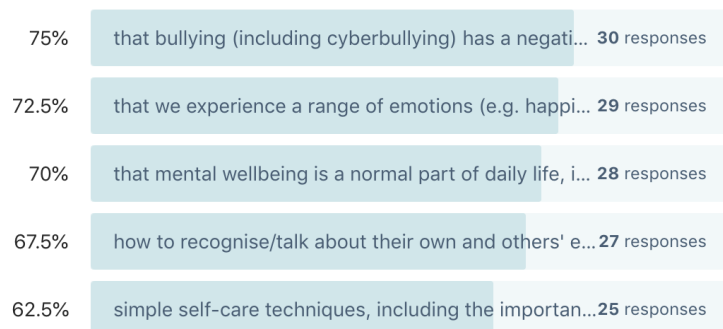 75% that bullying (including cyberbullying) has a negati... 30 responses
72.5% that we experience a range of emotions (e.g. happi... 29 responses
70% that mental wellbeing is a normal part of daily life, i... 28 responses
67.5% how to recognise/talk about their own and others' e... 27 responses
62.5% simple self-care techniques, including the importan... 25 responses